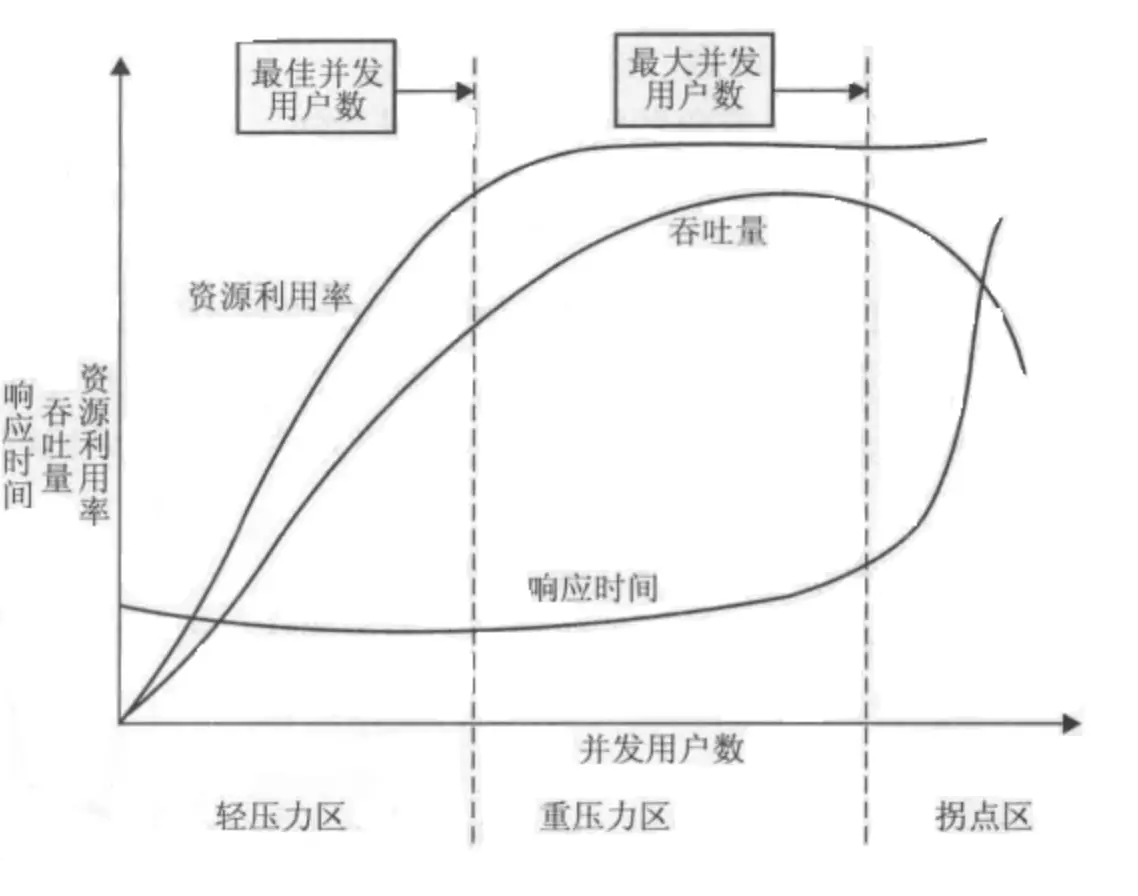 最佳并发
用户数
最大并发
用户数
吞吐量
资源利用率
响应时间
吞吐量
资源利用率
响应时间
并发用户数
轻压力区
重压力区
拐点区